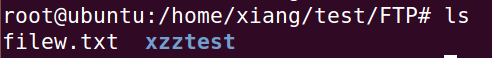 root@ubuntu:/home/xiang/test/FTP# ls
filew.txt  xzztest